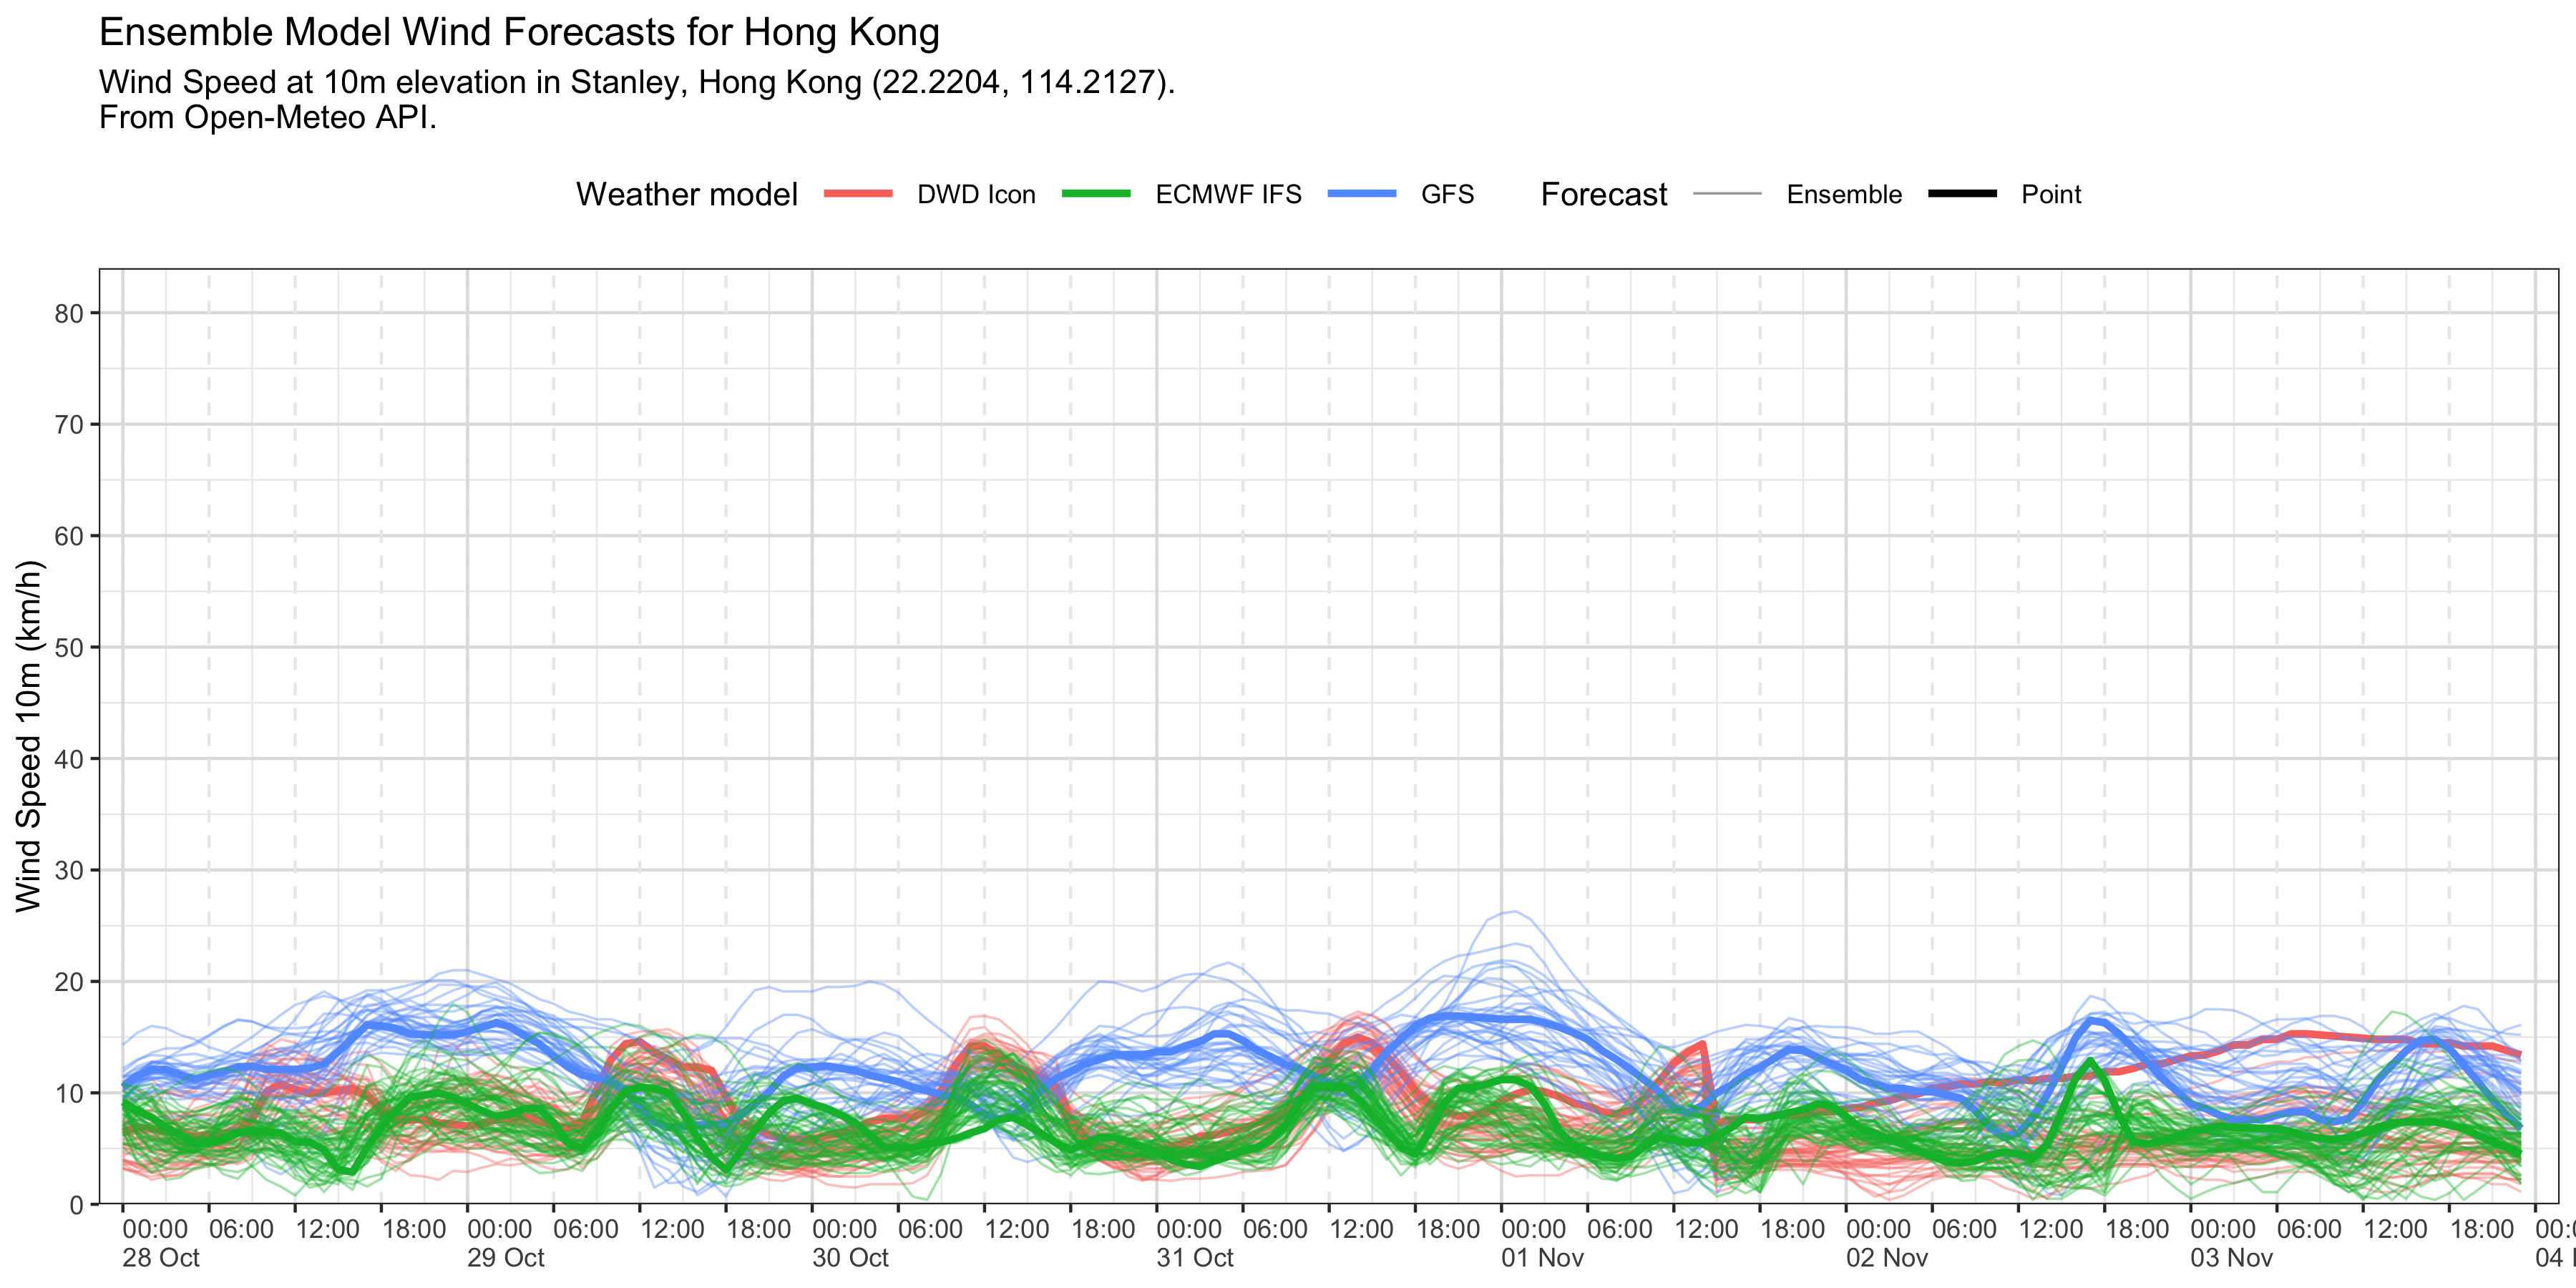 Ensemble Model Wind Forecasts for Hong Kong
Wind Speed at 10m elevation in Stanley, Hong Kong (22.2204, 114.2127).
From Open-Meteo API.
Weather model DWD Icon ECMWF IFS GFS Forecast Ensemble Point
Wind Speed 10m (km/h)
80
70
60
50
40
30
20
10
0
00:00 06:00 12:00 18:00 00:00 06:00 12:00 18:00 00:00 06:00 12:00 18:00 00:00 06:00 12:00 18:00 00:00 06:00 12:00 18:00 00:00 06:00 12:00 18:00 00:00 06:00 12:00 18:00
28 Oct 29 Oct 30 Oct 31 Oct 01 Nov 02 Nov 03 Nov 04